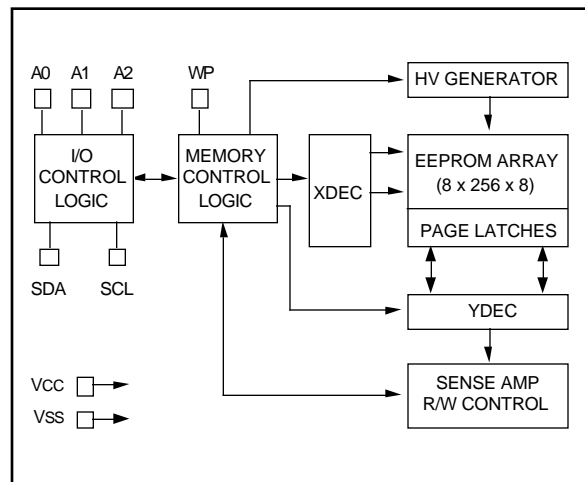 A0 A1 A2 WP
HV GENERATOR
I/O
CONTROL
LOGIC
MEMORY
CONTROL
LOGIC
XDEC
EEPROM ARRAY
(8 x 256 x 8)
PAGE LATCHES
SDA SCL
YDEC
VCC
VSS
SENSE AMP
R/W CONTROL